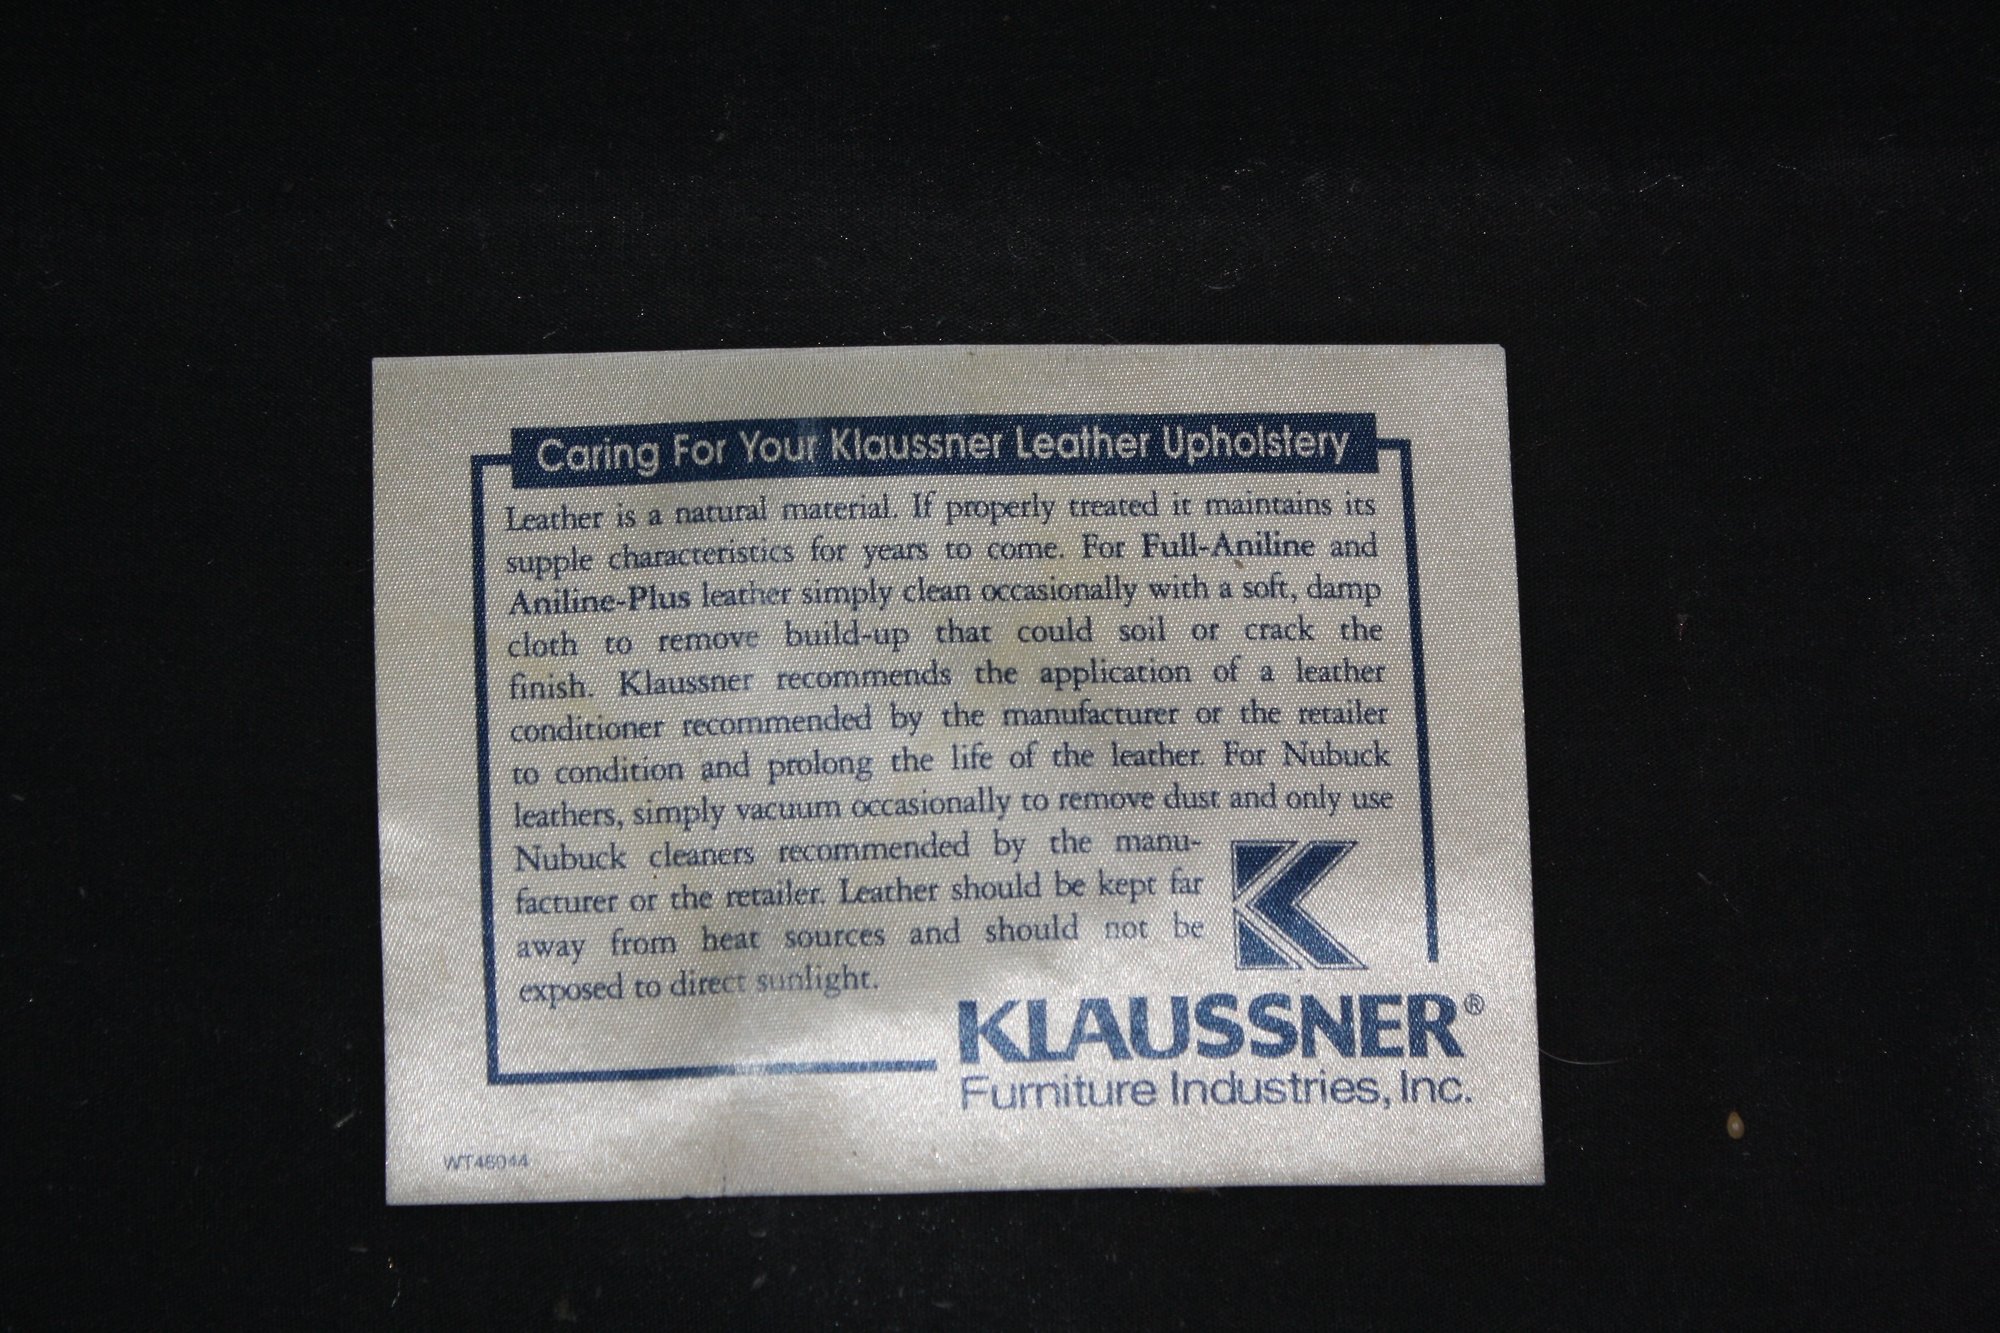 Caring For Your Klaussner Leather Upholstery
Leather is a natural material. If properly treated it maintains its
supple characteristics for years to come. For Full-Aniline and
Aniline-Plus leather simply clean occasionally with a soft, damp
cloth to remove build-up that could soil or crack the
finish. Klaussner recommends the application of a leather
conditioner recommended by the manufacturer or the retailer
to condition and prolong the life of the leather. For Nubuck
leathers, simply vacuum occasionally to remove dust and only use
Nubuck cleaners recommended by the manu-
facturer or the retailer. Leather should be kept far
away from heat sources and should not be
exposed to direct sunlight.
KLAUSSNER®
Furniture Industries, Inc.
WT46044